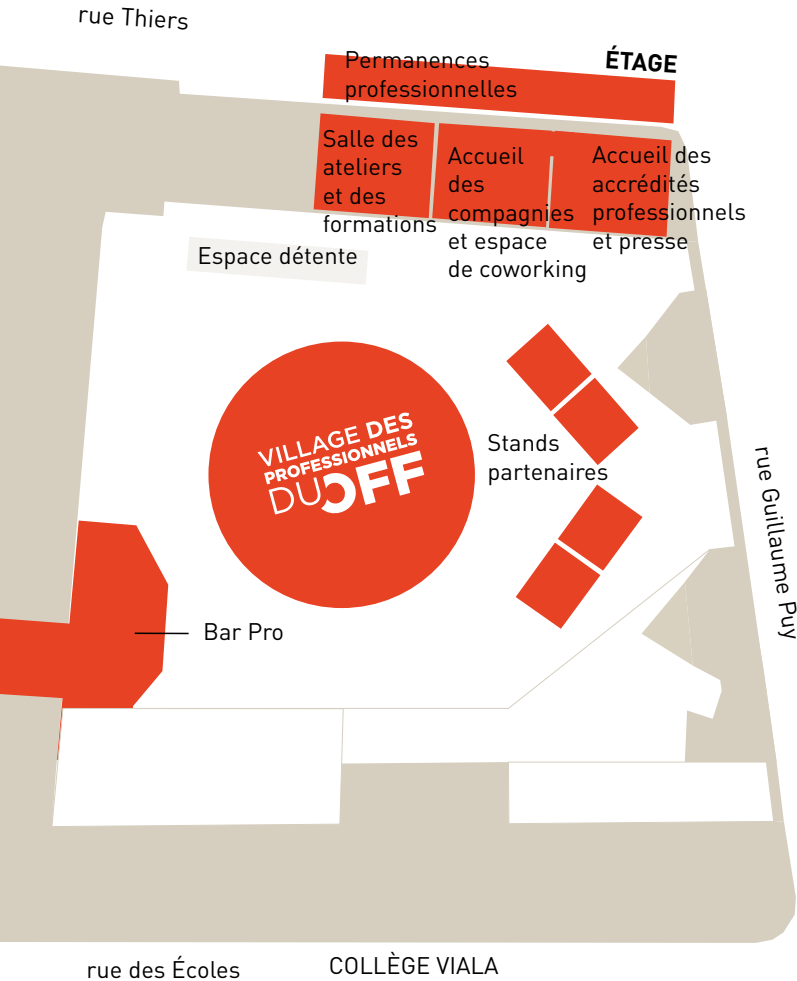 rue Thiers
ÉTAGE
Permanences
professionnelles
Salle des
ateliers
et des
formations
Accueil
des
compagnies
et espace
de coworking
Accueil des
accrédités
professionnels
et presse
Espace détente
VILLAGE DES
PROFESSIONNELS
DU OFF
Stands
partenaires
rue Guillaume Puy
Bar Pro
rue des Écoles
COLLÈGE VIALA